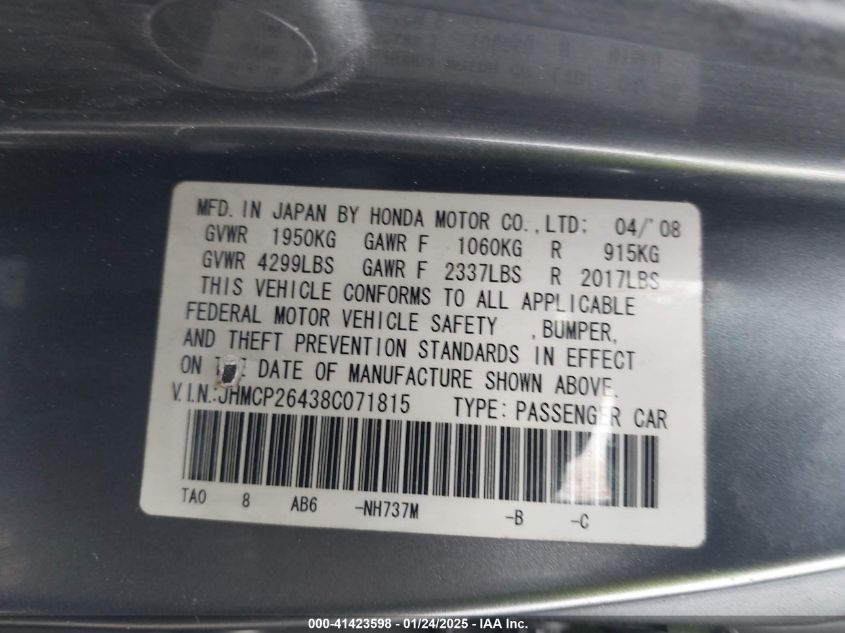 MFD. IN JAPAN BY HONDA MOTOR CO.,LTD; 04/'08
GVWR 1950KG GAWR F 1060KG R 915KG
GVWR 4299LBS GAWR F 2337LBS R 2017LBS
THIS VEHICLE CONFORMS TO ALL APPLICABLE
FEDERAL MOTOR VEHICLE SAFETY ,BUMPER,
AND THEFT PREVENTION STANDARDS IN EFFECT
ON DATE OF MANUFACTURE SHOWN ABOVE.
V.I.N.:JHMCP26438C071815 TYPE: PASSENGER CAR
TA0 8 AB6 -NH737M -B -C
000-41423598 - 01/24/2025 - IAA Inc.